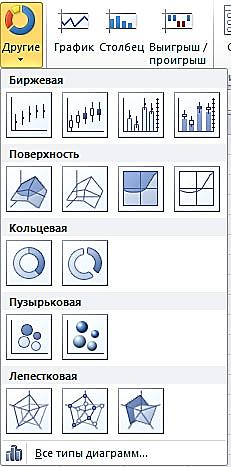 Другие
График
Столбец
Выигрыш /
проигрыш
Биржевая
Поверхность
Кольцевая
Пузырьковая
Лепестковая
Все типы диаграмм...